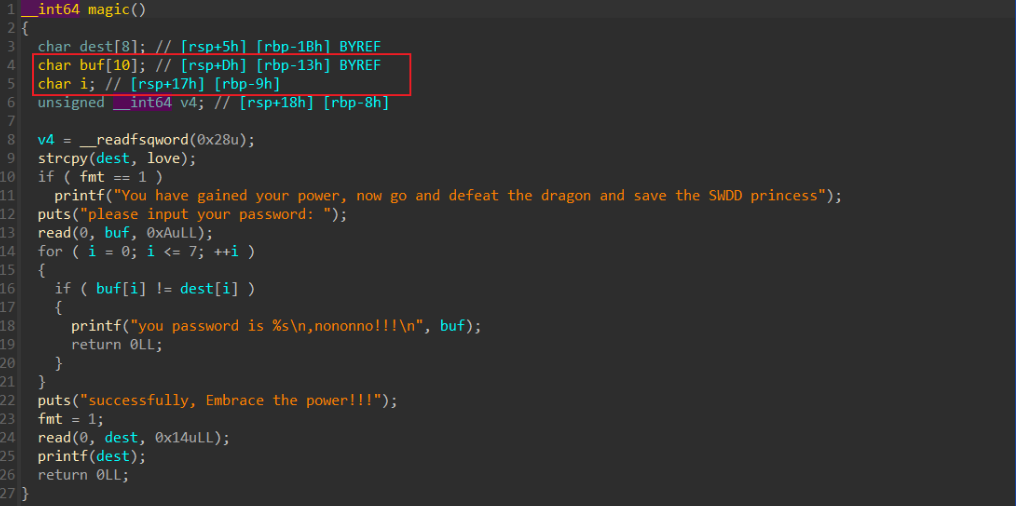 1 __int64 magic()
2 {
3 char dest[8]; // [rsp+5h] [rbp-1Bh] BYREF
4 char buf[10]; // [rsp+Dh] [rbp-13h] BYREF
5 char i; // [rsp+17h] [rbp-9h]
6 unsigned __int64 v4; // [rsp+18h] [rbp-8h]
7
8 v4 = __readfsqword(0x28u);
9 strcpy(dest, love);
10 if ( fmt == 1 )
11 printf("You have gained your power, now go and defeat the dragon and save the SWDD princess");
12 puts("please input your password: ");
13 read(0, buf, 0xAuLL);
14 for ( i = 0; i <= 7; ++i )
15 {
16 if ( buf[i] != dest[i] )
17 {
18 printf("you password is %s\n,nononno!!!\n", buf);
19 return 0LL;
20 }
21 }
22 puts("successfully, Embrace the power!!!");
23 fmt = 1;
24 read(0, dest, 0x14uLL);
25 printf(dest);
26 return 0LL;
27 }